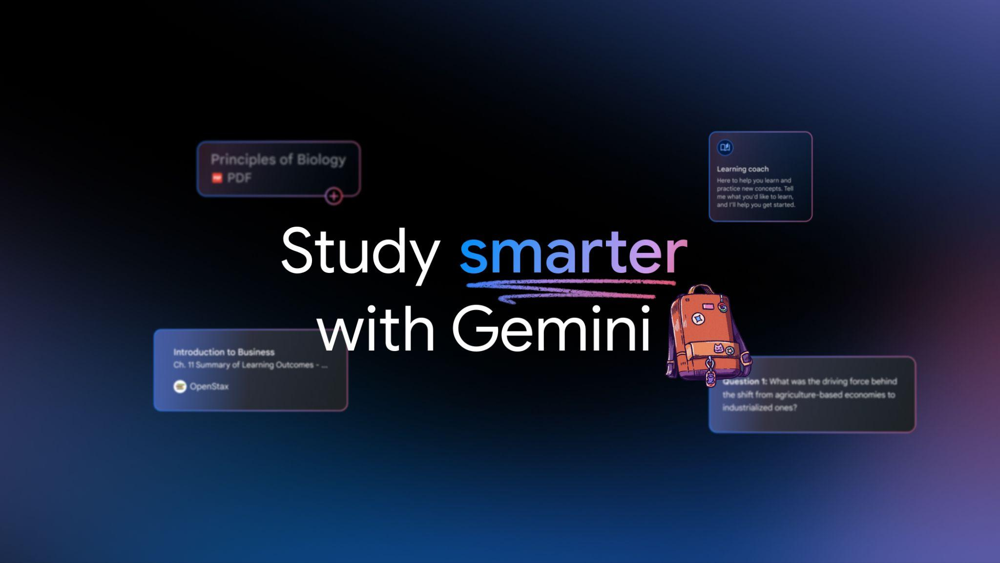 Principles of Biology
PDF
Learning coach
Here to help you learn and
practice new concepts. Tell
me what you'd like to learn,
and I'll help you get started.
Study smarter
with Gemini
Introduction to Business
Ch. 11 Summary of Learning Outcomes - ...
OpenStax
Question 1: What was the driving force behind
the shift from agriculture-based economies to
industrialized ones?